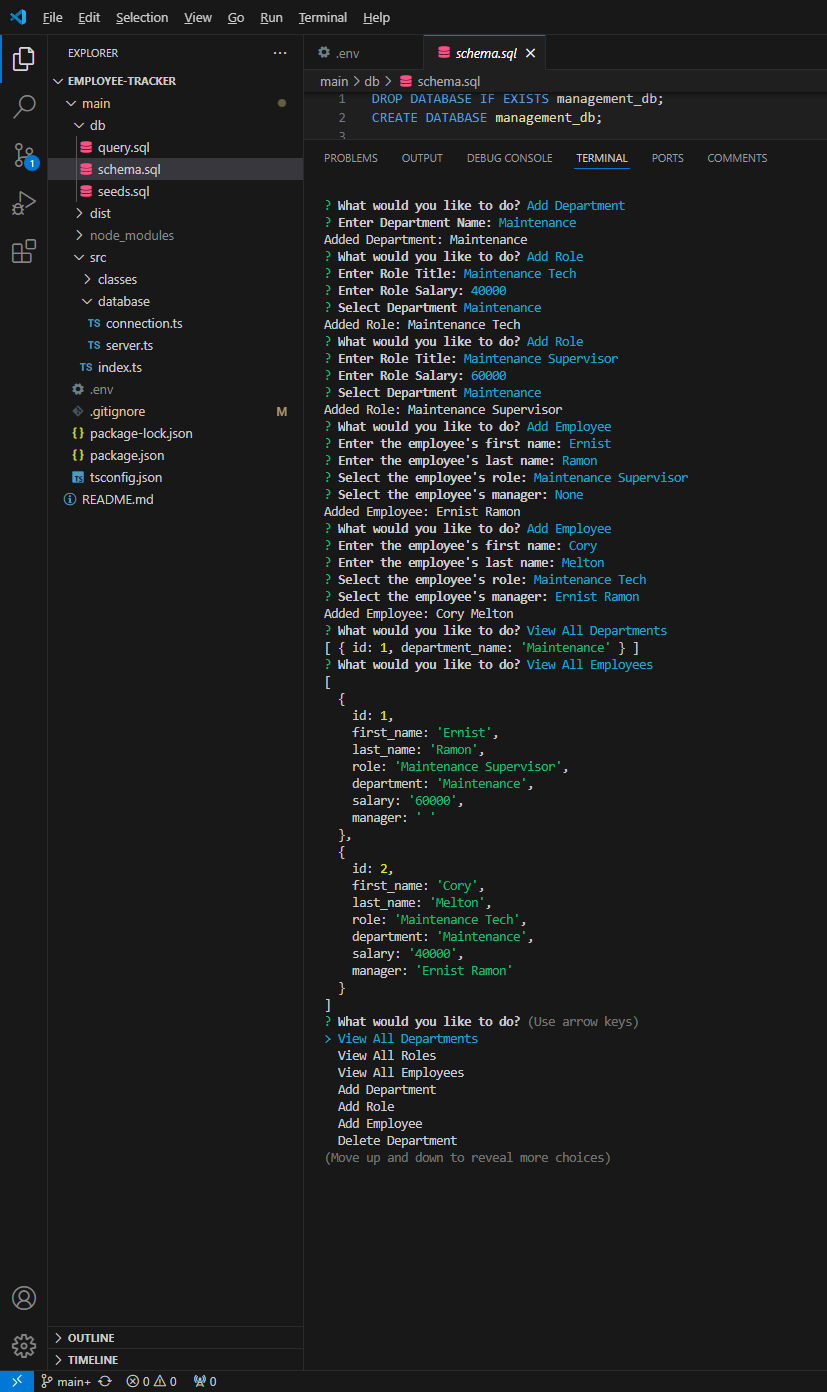 File Edit Selection View Go Run Terminal Help
EXPLORER ...
EMPLOYEE-TRACKER
main
db
query.sql
schema.sql
seeds.sql
dist
node_modules
src
classes
database
TS connection.ts
TS server.ts
TS index.ts
.env
.gitignore M
{} package-lock.json
{} package.json
TS tsconfig.json
README.md
1
OUTLINE
TIMELINE
.env schema.sql
main > db > schema.sql
1 DROP DATABASE IF EXISTS management_db;
2 CREATE DATABASE management_db;
3
PROBLEMS OUTPUT DEBUG CONSOLE TERMINAL PORTS COMMENTS
? What would you like to do? Add Department
? Enter Department Name: Maintenance
Added Department: Maintenance
? What would you like to do? Add Role
? Enter Role Title: Maintenance Tech
? Enter Role Salary: 40000
? Select Department Maintenance
Added Role: Maintenance Tech
? What would you like to do? Add Role
? Enter Role Title: Maintenance Supervisor
? Enter Role Salary: 60000
? Select Department Maintenance
Added Role: Maintenance Supervisor
? What would you like to do? Add Employee
? Enter the employee's first name: Ernist
? Enter the employee's last name: Ramon
? Select the employee's role: Maintenance Supervisor
? Select the employee's manager: None
Added Employee: Ernist Ramon
? What would you like to do? Add Employee
? Enter the employee's first name: Cory
? Enter the employee's last name: Melton
? Select the employee's role: Maintenance Tech
? Select the employee's manager: Ernist Ramon
Added Employee: Cory Melton
? What would you like to do? View All Departments
[ { id: 1, department_name: 'Maintenance' } ]
? What would you like to do? View All Employees
[
{
id: 1,
first_name: 'Ernist',
last_name: 'Ramon',
role: 'Maintenance Supervisor',
department: 'Maintenance',
salary: '60000',
manager: ' '
},
{
id: 2,
first_name: 'Cory',
last_name: 'Melton',
role: 'Maintenance Tech',
department: 'Maintenance',
salary: '40000',
manager: 'Ernist Ramon'
}
]
? What would you like to do? (Use arrow keys)
> View All Departments
View All Roles
View All Employees
Add Department
Add Role
Add Employee
Delete Department
(Move up and down to reveal more choices)
main+ 0 0 0